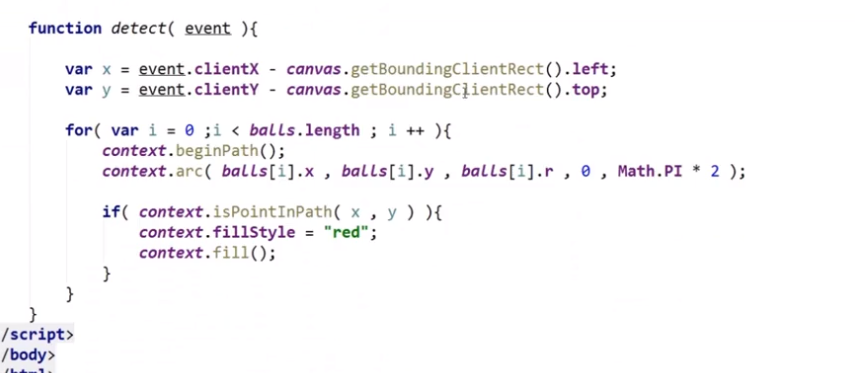 function detect( event ){
var x = event.clientX - canvas.getBoundingClientRect().left;
var y = event.clientY - canvas.getBoundingClientRect().top;
for( var i = 0 ;i < balls.length ; i ++ ){
context.beginPath();
context.arc( balls[i].x , balls[i].y , balls[i].r , 0 , Math.PI * 2 );
if( context.isPointInPath( x , y ) ){
context.fillStyle = "red";
context.fill();
}
}
}
/script>
/body>
/html>